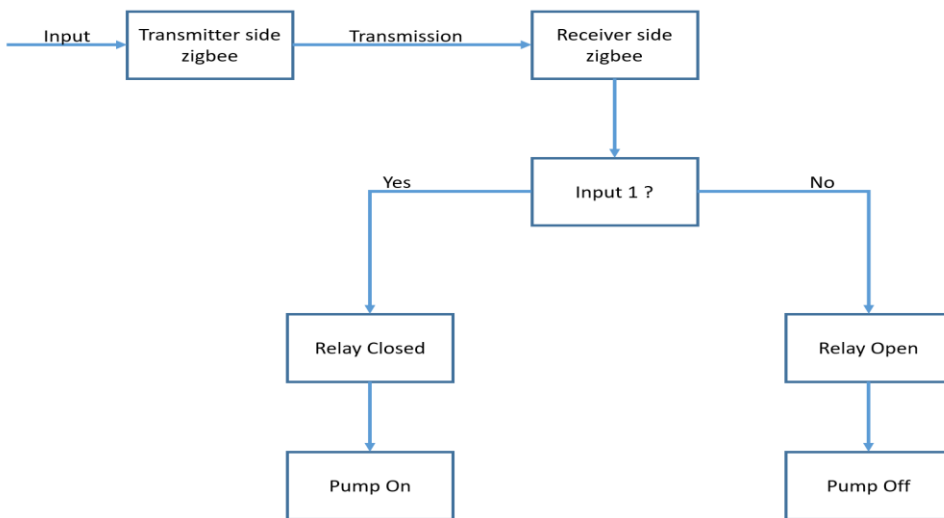 Input
Transmitter side
zigbee
Transmission
Receiver side
zigbee
Input 1 ?
Yes
No
Relay Closed
Relay Open
Pump On
Pump Off